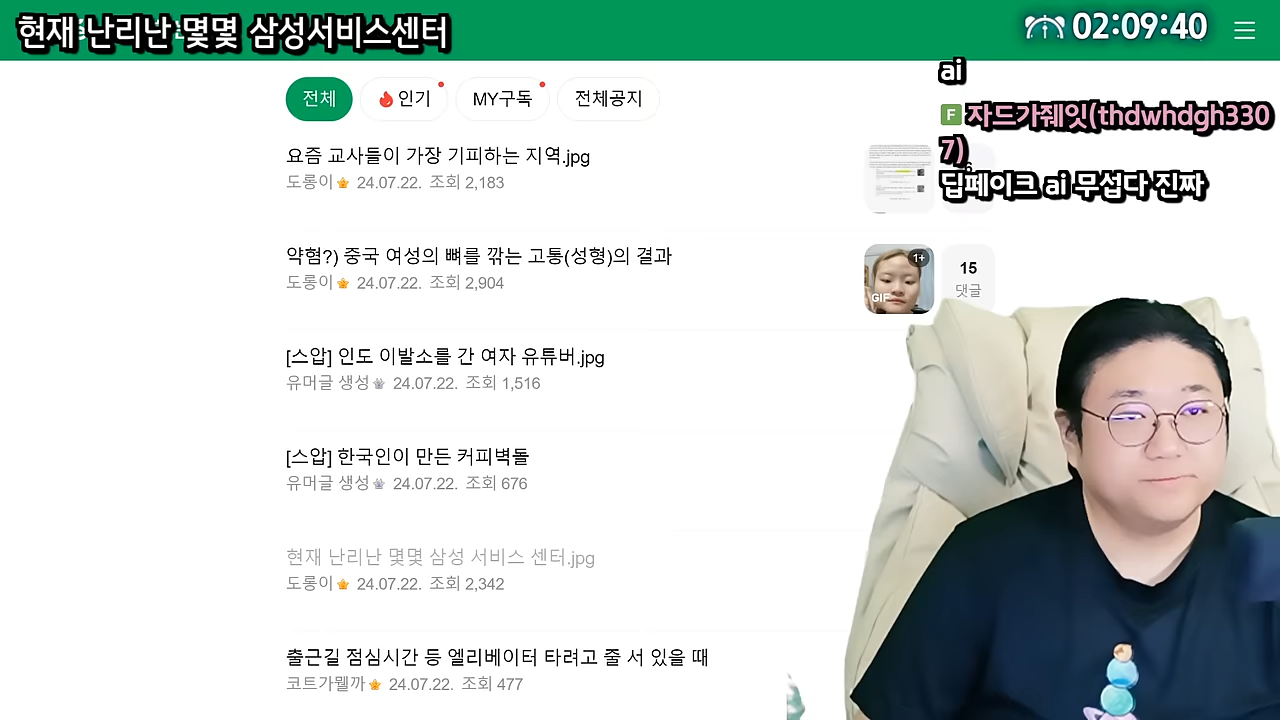 현재 난리난 몇몇 삼성서비스센터
02:09:40
ai
F 자드가줴잇(thdwhdgh330
7)
딥페이크 ai 무섭다 진짜
전체
인기
MY구독
전체공지
요즘 교사들이 가장 기피하는 지역.jpg
도롱이 24.07.22. 조회 2,183
약혐?) 중국 여성의 뼈를 깎는 고통(성형)의 결과
도롱이 24.07.22. 조회 2,904
1+
GIF
15
댓글
[스압] 인도 이발소를 간 여자 유튜버.jpg
유머글 생성 24.07.22. 조회 1,516
[스압] 한국인이 만든 커피벽돌
유머글 생성 24.07.22. 조회 676
현재 난리난 몇몇 삼성 서비스 센터.jpg
도롱이 24.07.22. 조회 2,342
출근길 점심시간 등 엘리베이터 타려고 줄 서 있을 때
코트가뭴까 24.07.22. 조회 477